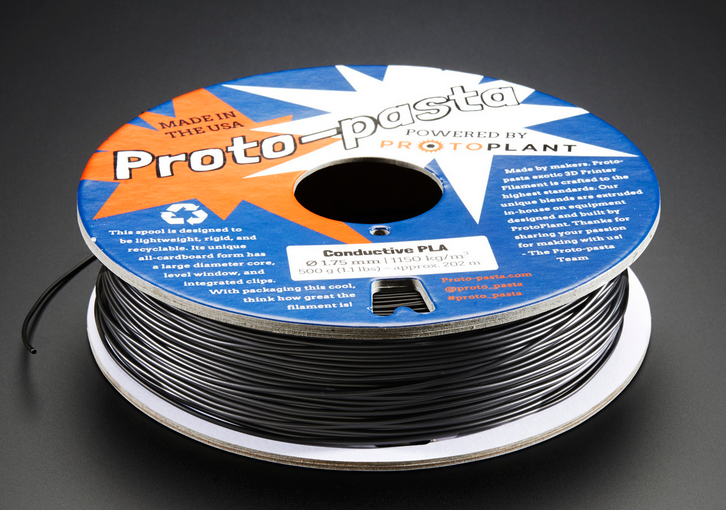 MADE IN
THE USA
Proto-pasta
POWERED BY
PROTOPLANT
This spool is designed to
be lightweight, rigid, and
recyclable. Its unique
all-cardboard form has
a large diameter core,
level window, and
integrated clips.
With packaging this cool,
think how great the
filament is!
Conductive PLA
Ø 1.75 mm | 1150 kg/m³
500 g (1.1 lbs) – approx. 202 m
Proto-pasta.com
@proto_pasta
#proto_pasta
Made by makers. Proto-
pasta exotic 3D Printer
Filament is crafted to the
highest standards. Our
unique blends are extruded
in-house on equipment
designed and built by
ProtoPlant. Thanks for
sharing your passion
for making with us!
- The Proto-pasta
Team